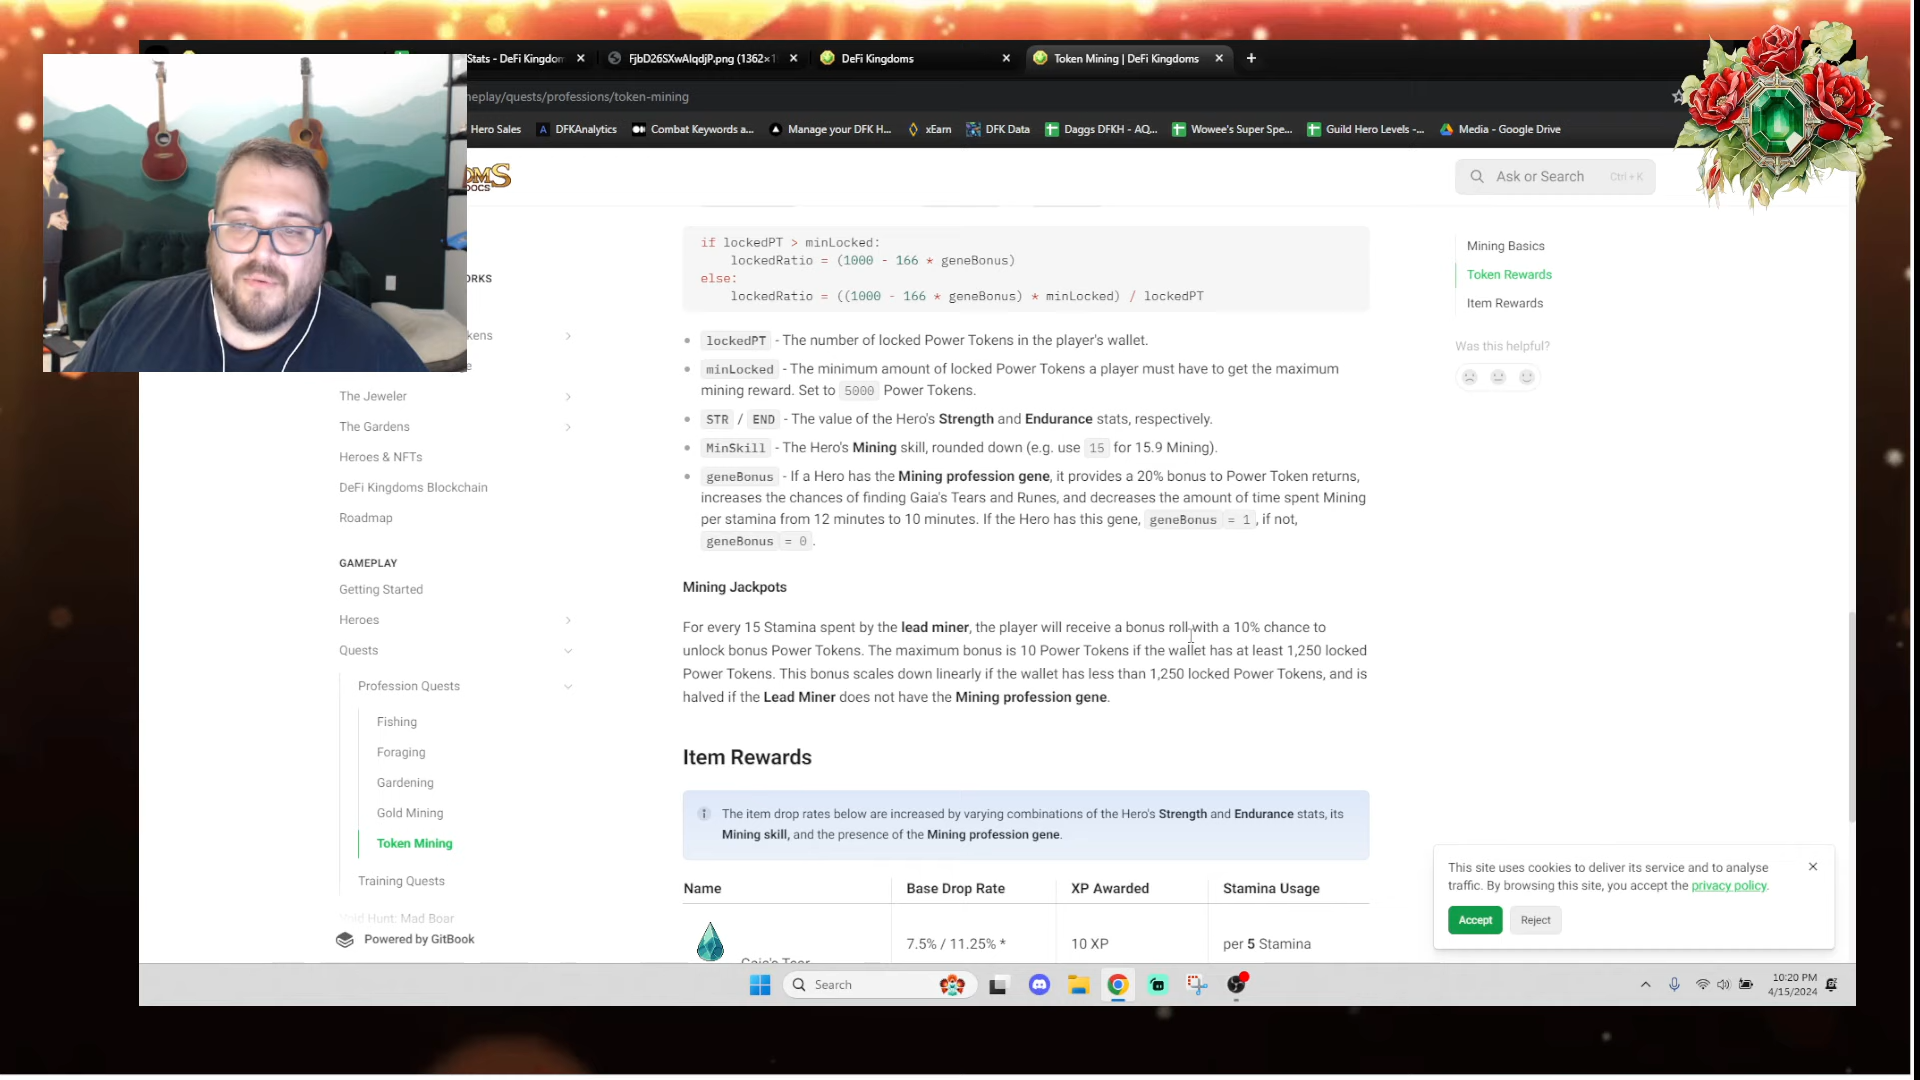 Stats - DeFi Kingdom
FjbD26SXwAIqdjP.png (1362×1
DeFi Kingdoms
Token Mining | DeFi Kingdoms
eplay/quests/professions/token-mining
Hero Sales
DFKAnalytics
Combat Keywords a...
Manage your DFK H...
xEarn
DFK Data
Daggs DFKH - AQ...
Wowee's Super Spe...
Guild Hero Levels -...
Media - Google Drive
DOCS
Ask or Search Ctrl + K
ORKS
kens
The Jeweler
The Gardens
Heroes & NFTs
DeFi Kingdoms Blockchain
Roadmap
GAMEPLAY
Getting Started
Heroes
Quests
Profession Quests
Fishing
Foraging
Gardening
Gold Mining
Token Mining
Training Quests
Void Hunt: Mad Boar
Powered by GitBook
if lockedPT > minLocked:
lockedRatio = (1000 - 166 * geneBonus)
else:
lockedRatio = ((1000 - 166 * geneBonus) * minLocked) / lockedPT
lockedPT - The number of locked Power Tokens in the player's wallet.
minLocked - The minimum amount of locked Power Tokens a player must have to get the maximum
mining reward. Set to 5000 Power Tokens.
STR / END - The value of the Hero's Strength and Endurance stats, respectively.
MinSkill - The Hero's Mining skill, rounded down (e.g. use 15 for 15.9 Mining).
geneBonus - If a Hero has the Mining profession gene, it provides a 20% bonus to Power Token returns,
increases the chances of finding Gaia's Tears and Runes, and decreases the amount of time spent Mining
per stamina from 12 minutes to 10 minutes. If the Hero has this gene, geneBonus = 1, if not,
geneBonus = 0.
Mining Jackpots
For every 15 Stamina spent by the lead miner, the player will receive a bonus roll with a 10% chance to
unlock bonus Power Tokens. The maximum bonus is 10 Power Tokens if the wallet has at least 1,250 locked
Power Tokens. This bonus scales down linearly if the wallet has less than 1,250 locked Power Tokens, and is
halved if the Lead Miner does not have the Mining profession gene.
Item Rewards
The item drop rates below are increased by varying combinations of the Hero's Strength and Endurance stats, its
Mining skill, and the presence of the Mining profession gene.
Name Base Drop Rate XP Awarded Stamina Usage
Gaia's Tear 7.5% / 11.25% * 10 XP per 5 Stamina
Mining Basics
Token Rewards
Item Rewards
Was this helpful?
This site uses cookies to deliver its service and to analyse
traffic. By browsing this site, you accept the privacy policy.
Accept Reject
Search
10:20 PM
4/15/2024